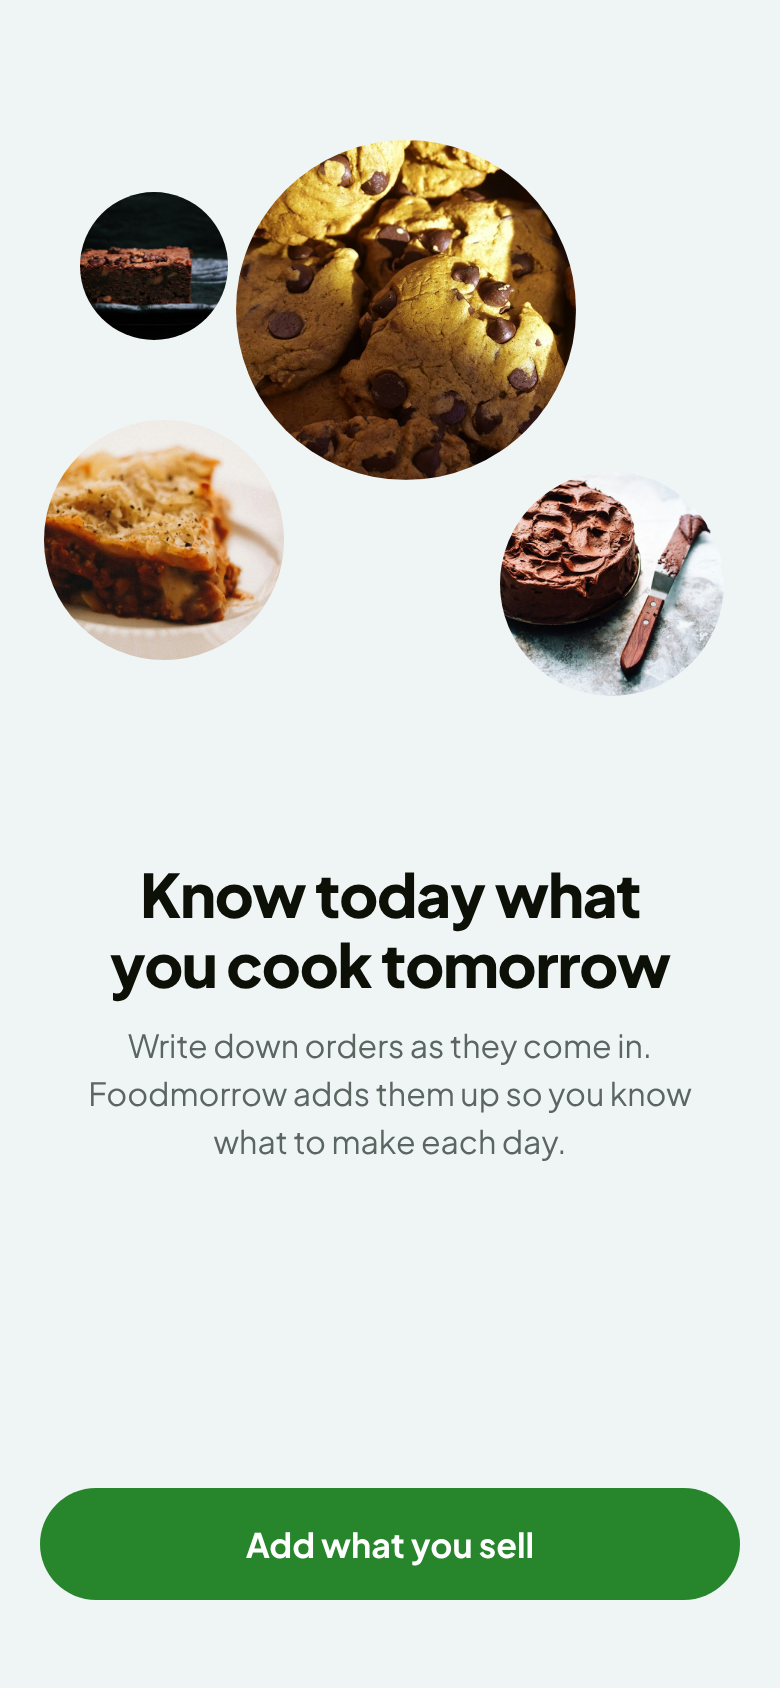 Know today what
you cook tomorrow
Write down orders as they come in.
Foodmorrow adds them up so you know
what to make each day.
Add what you sell